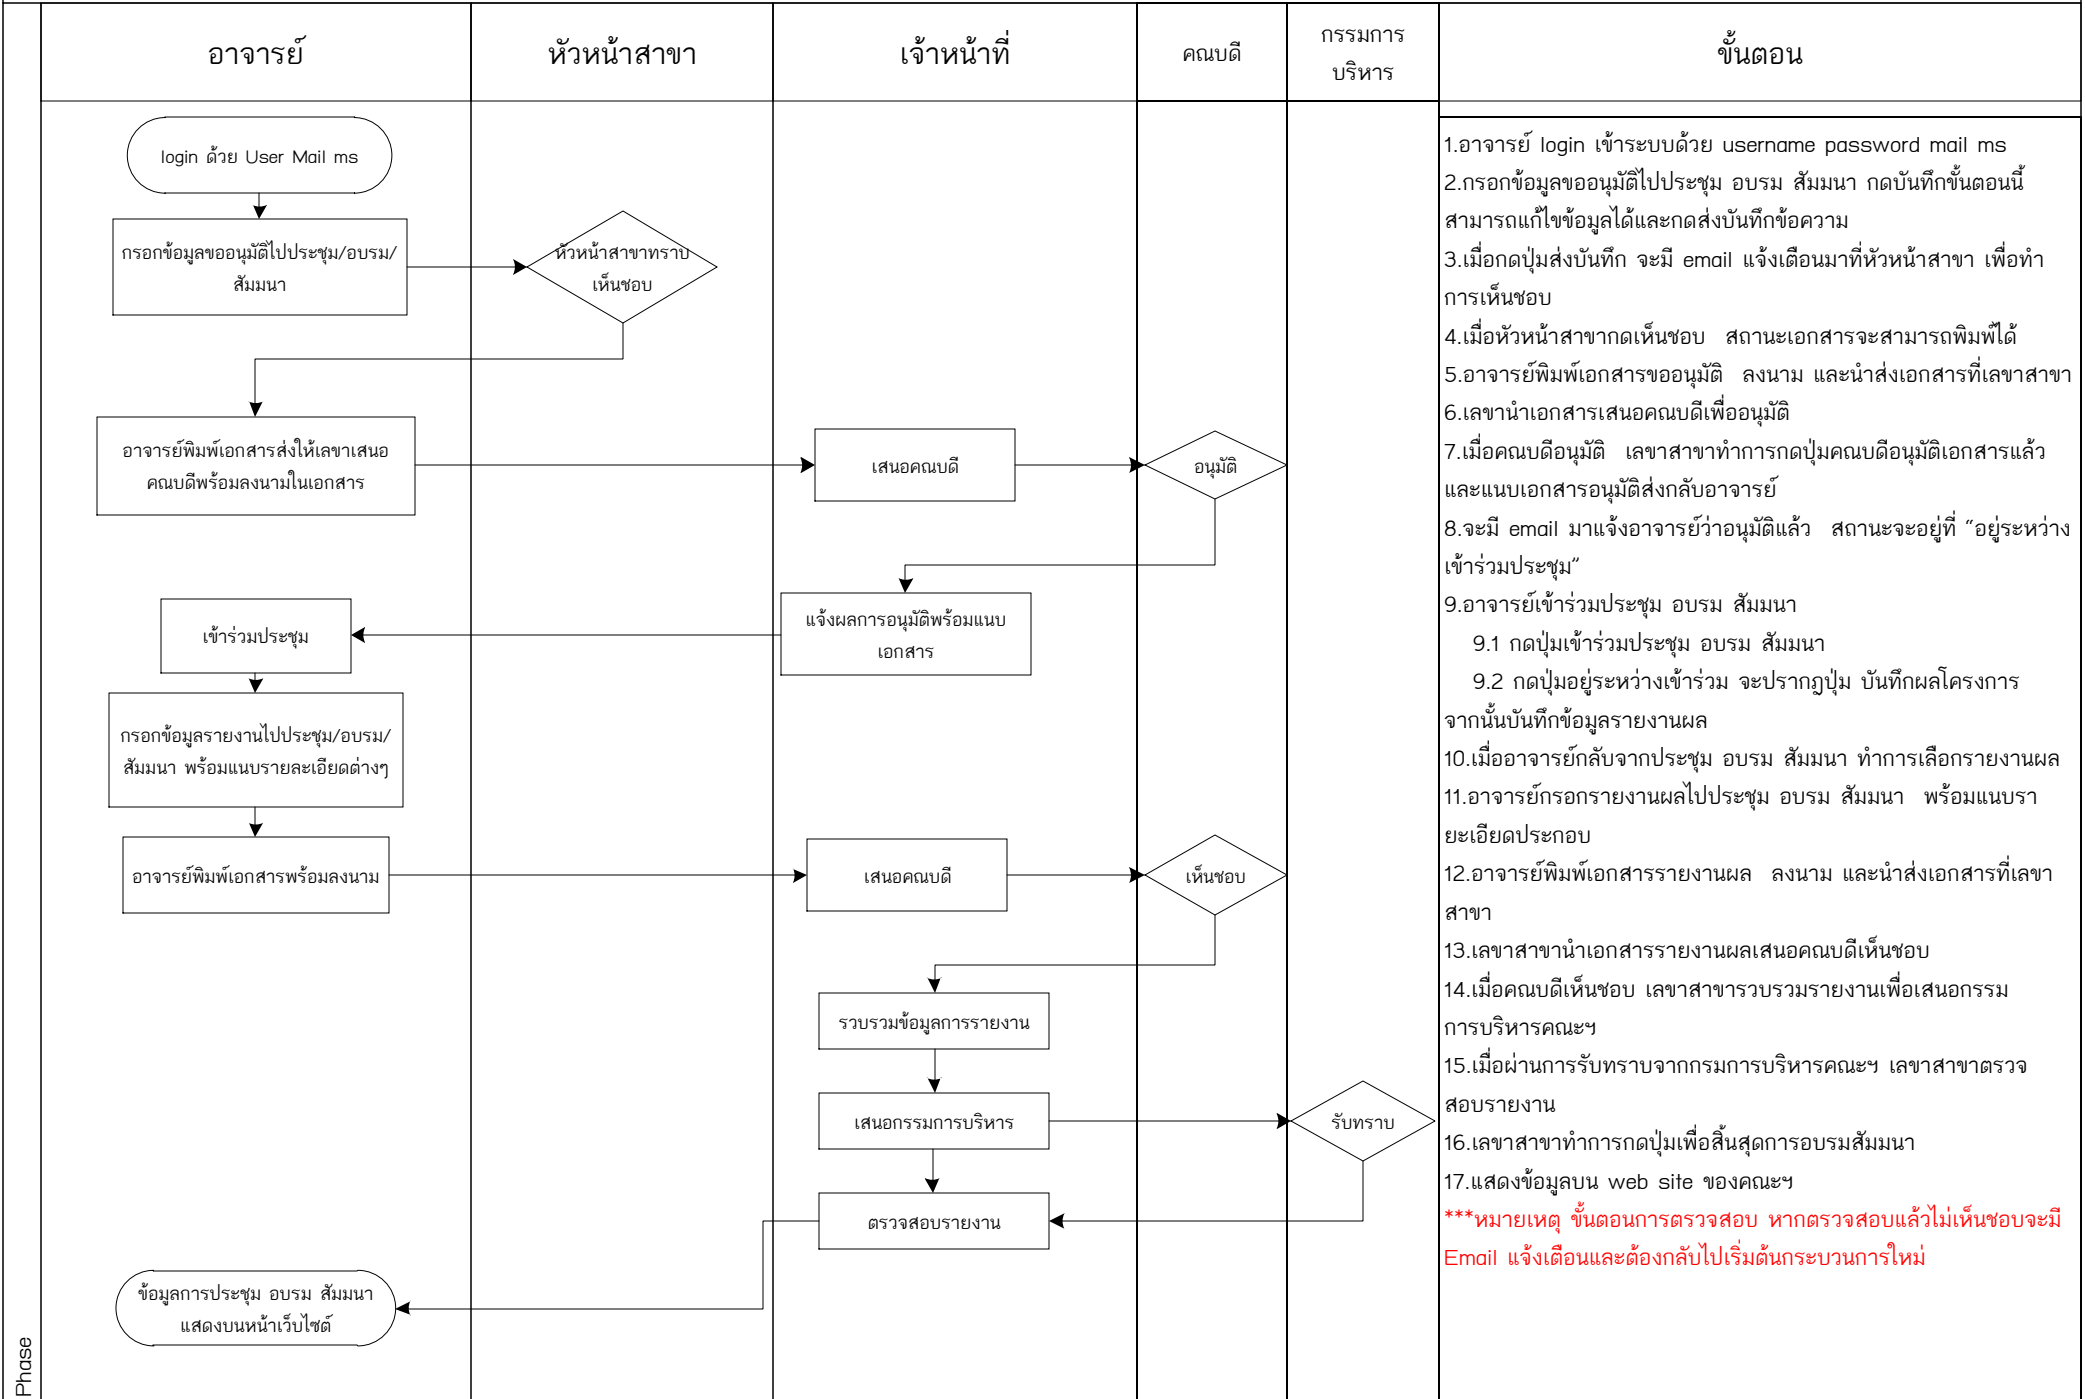 อาจารย์
หัวหน้าสาขา
เจ้าหน้าที่
คณบดี
กรรมการ
บริหาร
ขั้นตอน
login ด้วย User Mail ms
กรอกข้อมูลขออนุมัติไปประชุม/อบรม/
สัมมนา
หัวหน้าสาขาทราบ
เห็นชอบ
อาจารย์พิมพ์เอกสารส่งให้เลขาเสนอ
คณบดีพร้อมลงนามในเอกสาร
เสนอคณบดี
อนุมัติ
แจ้งผลการอนุมัติพร้อมแนบ
เอกสาร
เข้าร่วมประชุม
กรอกข้อมูลรายงานไปประชุม/อบรม/
สัมมนา พร้อมแนบรายละเอียดต่างๆ
อาจารย์พิมพ์เอกสารพร้อมลงนาม
เสนอคณบดี
เห็นชอบ
รวบรวมข้อมูลการรายงาน
เสนอกรรมการบริหาร
รับทราบ
ตรวจสอบรายงาน
ข้อมูลการประชุม อบรม สัมมนา
แสดงบนหน้าเว็บไซต์
1.อาจารย์ login เข้าระบบด้วย username password mail ms
2.กรอกข้อมูลขออนุมัติไปประชุม อบรม สัมมนา กดบันทึกขั้นตอนนี้
สามารถแก้ไขข้อมูลได้และกดส่งบันทึกข้อความ
3.เมื่อกดปุ่มส่งบันทึก จะมี email แจ้งเตือนมาที่หัวหน้าสาขา เพื่อทำ
การเห็นชอบ
4.เมื่อหัวหน้าสาขากดเห็นชอบ สถานะเอกสารจะสามารถพิมพ์ได้
5.อาจารย์พิมพ์เอกสารขออนุมัติ ลงนาม และนำส่งเอกสารที่เลขาสาขา
6.เลขานำเอกสารเสนอคณบดีเพื่ออนุมัติ
7.เมื่อคณบดีอนุมัติ เลขาสาขาทำการกดปุ่มคณบดีอนุมัติเอกสารแล้ว
และแนบเอกสารอนุมัติส่งกลับอาจารย์
8.จะมี email มาแจ้งอาจารย์ว่าอนุมัติแล้ว สถานะจะอยู่ที่ “อยู่ระหว่าง
เข้าร่วมประชุม”
9.อาจารย์เข้าร่วมประชุม อบรม สัมมนา
9.1 กดปุ่มเข้าร่วมประชุม อบรม สัมมนา
9.2 กดปุ่มอยู่ระหว่างเข้าร่วม จะปรากฎปุ่ม บันทึกผลโครงการ
จากนั้นบันทึกข้อมูลรายงานผล
10.เมื่ออาจารย์กลับจากประชุม อบรม สัมมนา ทำการเลือกรายงานผล
11.อาจารย์กรอกรายงานผลไปประชุม อบรม สัมมนา พร้อมแนบรา
ยะเอียดประกอบ
12.อาจารย์พิมพ์เอกสารรายงานผล ลงนาม และนำส่งเอกสารที่เลขา
สาขา
13.เลขาสาขานำเอกสารรายงานผลเสนอคณบดีเห็นชอบ
14.เมื่อคณบดีเห็นชอบ เลขาสาขารวบรวมรายงานเพื่อเสนอกรรม
การบริหารคณะฯ
15.เมื่อผ่านการรับทราบจากกรมการบริหารคณะฯ เลขาสาขาตรวจ
สอบรายงาน
16.เลขาสาขาทำการกดปุ่มเพื่อสิ้นสุดการอบรมสัมมนา
17.แสดงข้อมูลบน web site ของคณะฯ
***หมายเหตุ ขั้นตอนการตรวจสอบ หากตรวจสอบแล้วไม่เห็นชอบจะมี
Email แจ้งเตือนและต้องกลับไปเริ่มต้นกระบวนการใหม่
Phase